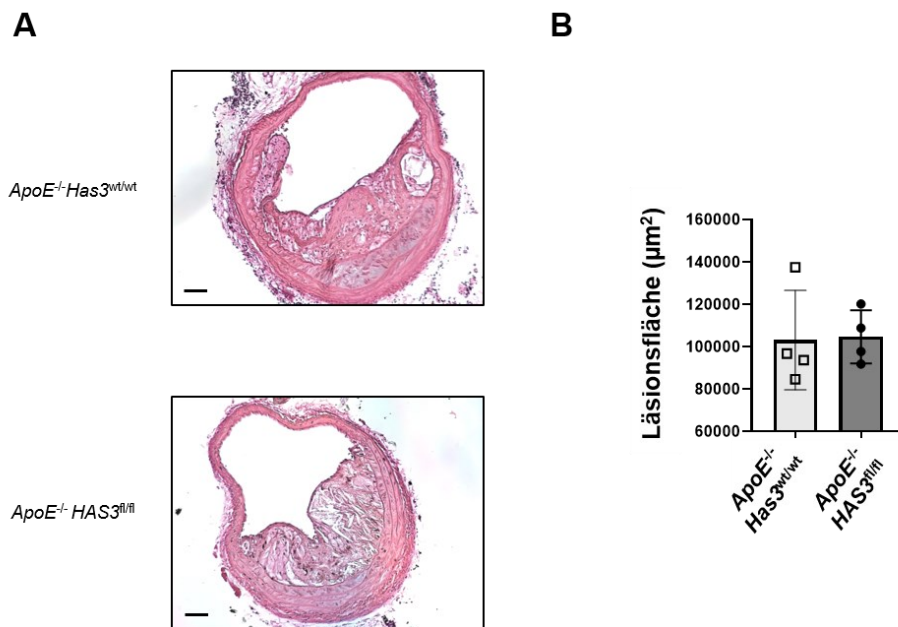 A
B
ApoE-/-Has3wt/wt
ApoE-/- HAS3fl/fl
Läsionsfläche (µm²)
160000
140000
120000
100000
80000
60000
ApoE-/-
Has3wt/wt
ApoE-/-
HAS3fl/fl